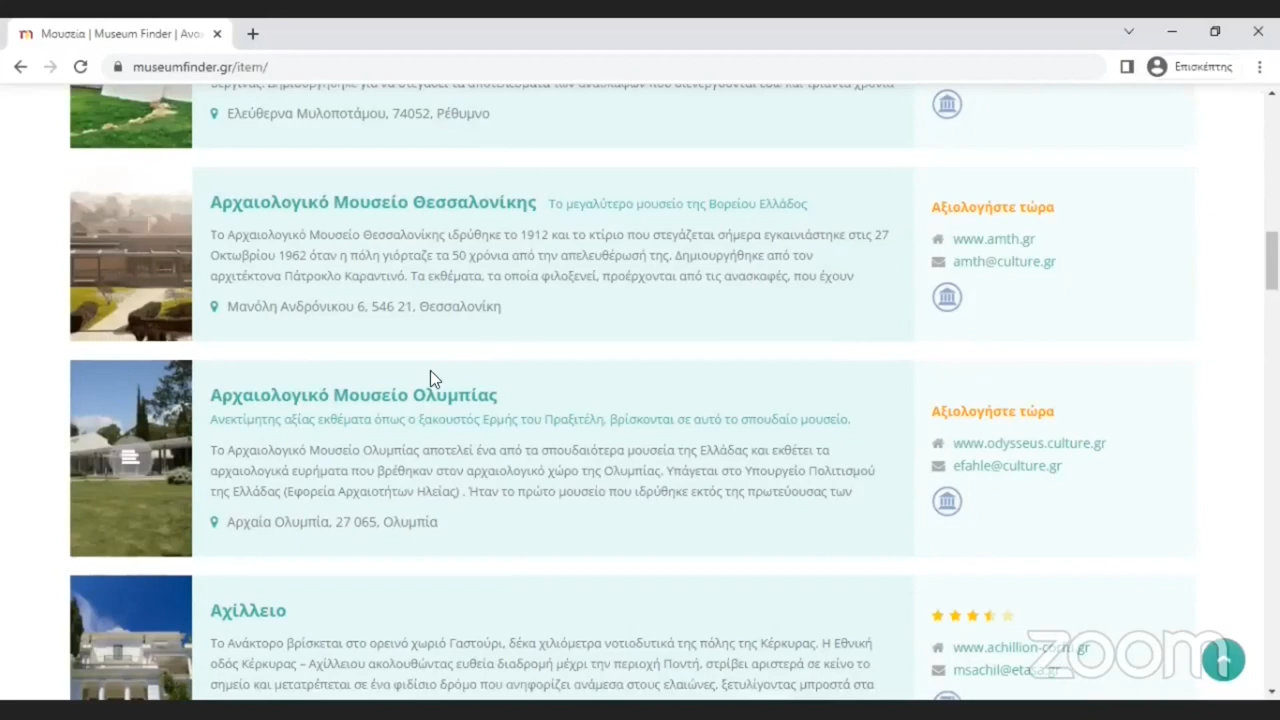 Μουσεία | Museum Finder | Ανα
museumfinder.gr/item/
Επισκέπτης
Ελεύθερνα Μυλοποτάμου, 74052, Ρέθυμνο
Αρχαιολογικό Μουσείο Θεσσαλονίκης Το μεγαλύτερο μουσείο της Βορείου Ελλάδος
Το Αρχαιολογικό Μουσείο Θεσσαλονίκης ιδρύθηκε το 1912 και το κτίριο που στεγάζεται σήμερα εγκαινιάστηκε στις 27
Οκτωβρίου 1962 όταν η πόλη γιόρταζε τα 50 χρόνια από την απελευθέρωσή της. Δημιουργήθηκε από τον
αρχιτέκτονα Πάτροκλο Καραντινό. Τα εκθέματα, τα οποία φιλοξενεί, προέρχονται από τις ανασκαφές, που έχουν
Μανόλη Ανδρόνικου 6, 546 21, Θεσσαλονίκη
Αξιολογήστε τώρα
www.amth.gr
amth@culture.gr
Αρχαιολογικό Μουσείο Ολυμπίας
Ανεκτίμητης αξίας εκθέματα όπως ο ξακουστός Ερμής του Πραξιτέλη, βρίσκονται σε αυτό το σπουδαίο μουσείο.
Το Αρχαιολογικό Μουσείο Ολυμπίας αποτελεί ένα από τα σπουδαιότερα μουσεία της Ελλάδας και εκθέτει τα
αρχαιολογικά ευρήματα που βρέθηκαν στον αρχαιολογικό χώρο της Ολυμπίας. Υπάγεται στο Υπουργείο Πολιτισμού
της Ελλάδας (Εφορεία Αρχαιοτήτων Ηλείας) . Ήταν το πρώτο μουσείο που ιδρύθηκε εκτός της πρωτεύουσας των
Αρχαία Ολυμπία, 27 065, Ολυμπία
Αξιολογήστε τώρα
www.odysseus.culture.gr
efahle@culture.gr
Αχίλλειο
Το Ανάκτορο βρίσκεται στο ορεινό χωριό Γαστούρι, δέκα χιλιόμετρα νοτιοδυτικά της πόλης της Κέρκυρας. Η Εθνική
οδός Κέρκυρας – Αχίλλειου ακολουθώντας ευθεία διαδρομή μέχρι την περιοχή Ποντή, στρίβει αριστερά σε κείνο το
σημείο και μετατρέπεται σε ένα φιδίσιο δρόμο που ανηφορίζει ανάμεσα στους ελαιώνες, ξετυλίγοντας μπροστά στα
www.achillion-corfu.gr
msachil@etasa.gr
zoom